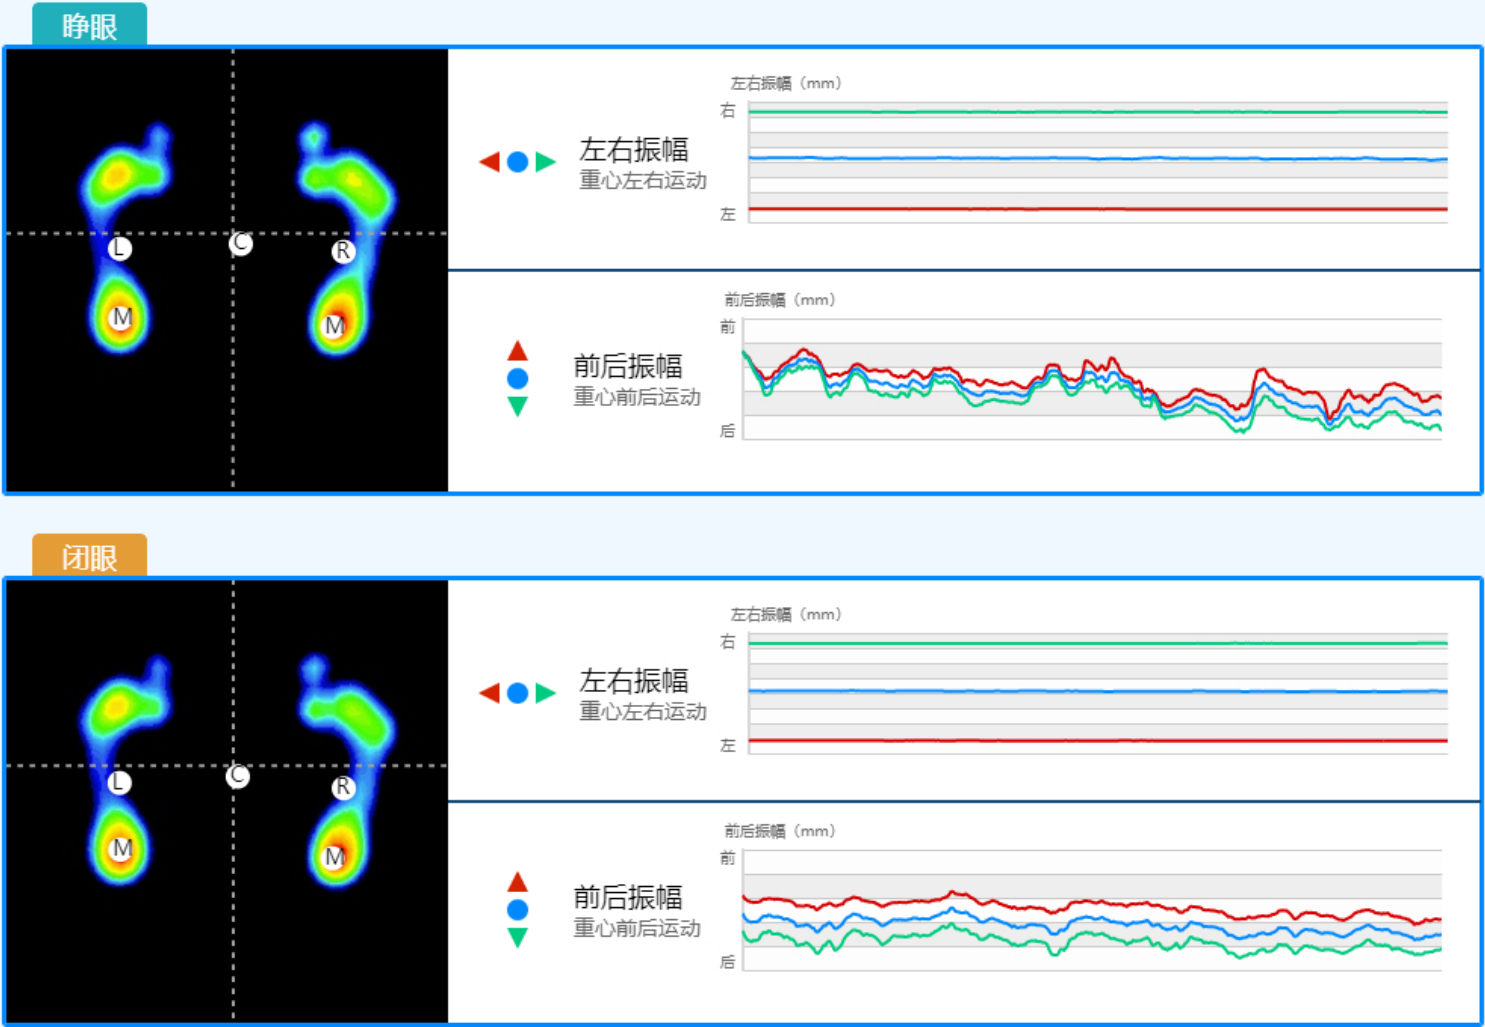 睁眼
左右振幅（mm）
右
左右振幅
重心左右运动
左
L
C
R
M
M
前后振幅（mm）
前
前后振幅
重心前后运动
后
闭眼
左右振幅（mm）
右
左右振幅
重心左右运动
左
L
C
R
M
M
前后振幅（mm）
前
前后振幅
重心前后运动
后